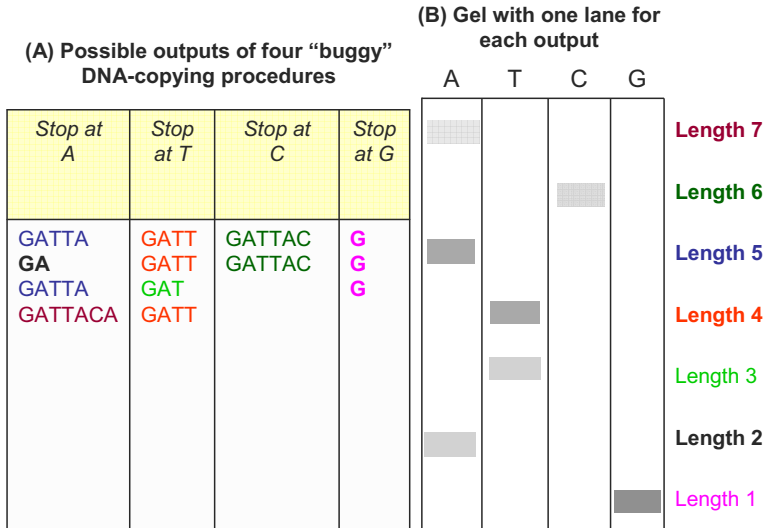 (A) Possible outputs of four “buggy”
DNA-copying procedures
Stop at
A
Stop
at T
Stop at
C
Stop
at G
GATTA
GA
GATTA
GATTACA
GATT
GATT
GAT
GATT
GATTAC
GATTAC
G
G
G
(B) Gel with one lane for
each output
A T C G
Length 7
Length 6
Length 5
Length 4
Length 3
Length 2
Length 1